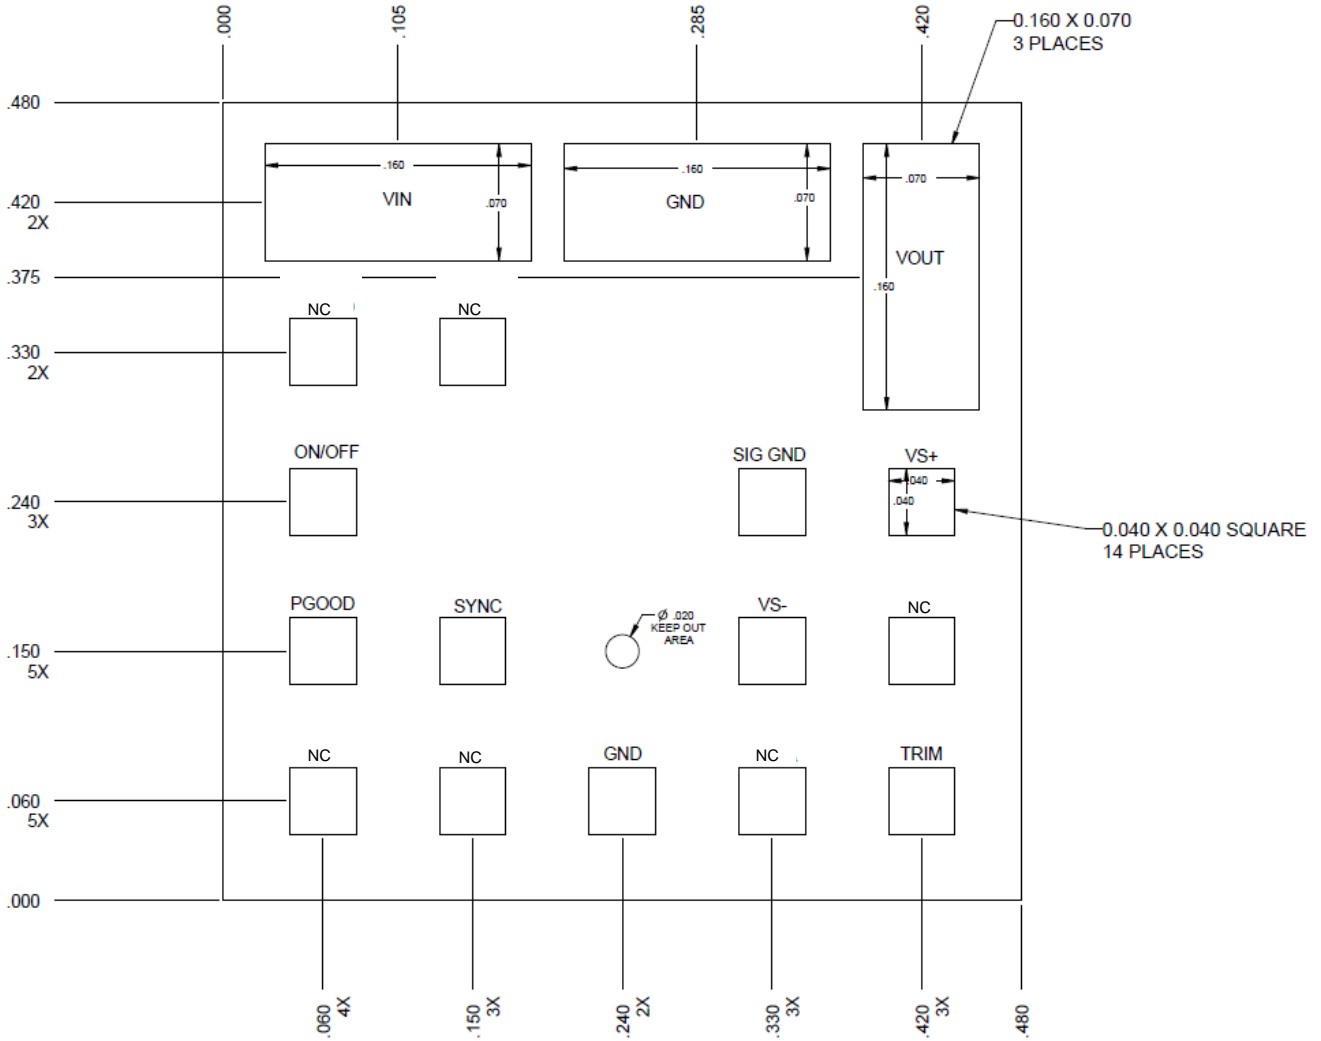 .000
.105
.285
.420
0.160 X 0.070
3 PLACES
.480
.160
.070
VIN
.160
.070
GND
.070
VOUT
.160
.420
2X
.375
NC
NC
.330
2X
ON/OFF
SIG GND
VS+
.040
.040
.240
3X
0.040 X 0.040 SQUARE
14 PLACES
PGOOD
SYNC
Ø .020
KEEP OUT
AREA
VS-
NC
.150
5X
NC
NC
GND
NC
TRIM
.060
5X
.000
.060
4X
.150
3X
.240
2X
.330
3X
.420
3X
.480